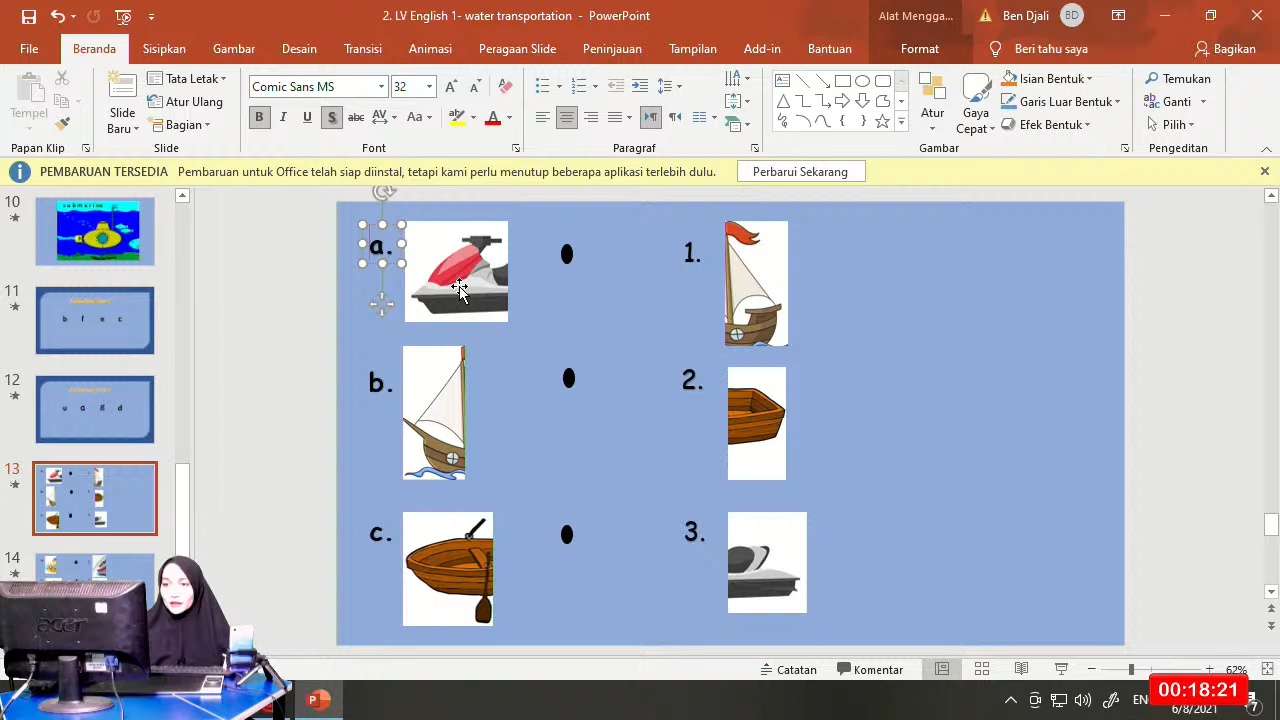 2. LV English 1- water transportation - PowerPoint
Alat Mengga...
Ben Djali
BD
File
Beranda
Sisipkan
Gambar
Desain
Transisi
Animasi
Peragaan Slide
Peninjauan
Tampilan
Add-in
Bantuan
Format
Beri tahu saya
Bagikan
Tempel
Papan Klip
Slide
Baru
Tata Letak
Atur Ulang
Bagian
Slide
Comic Sans MS
32
B I U S abc AV Aa
Font
Paragraf
Atur
Gaya
Cepat
Isian Bentuk
Garis Luar Bentuk
Efek Bentuk
Gambar
Temukan
Ganti
Pilih
Pengeditan
PEMBARUAN TERSEDIA
Pembaruan untuk Office telah siap diinstal, tetapi kami perlu menutup beberapa aplikasi terlebih dulu.
Perbarui Sekarang
10
submarine
11
b f e c
12
13
14
a.
1.
b.
2.
c.
3.
acer
Catatan
Komentar
62%
EN
00:18:21
6/8/2021
7